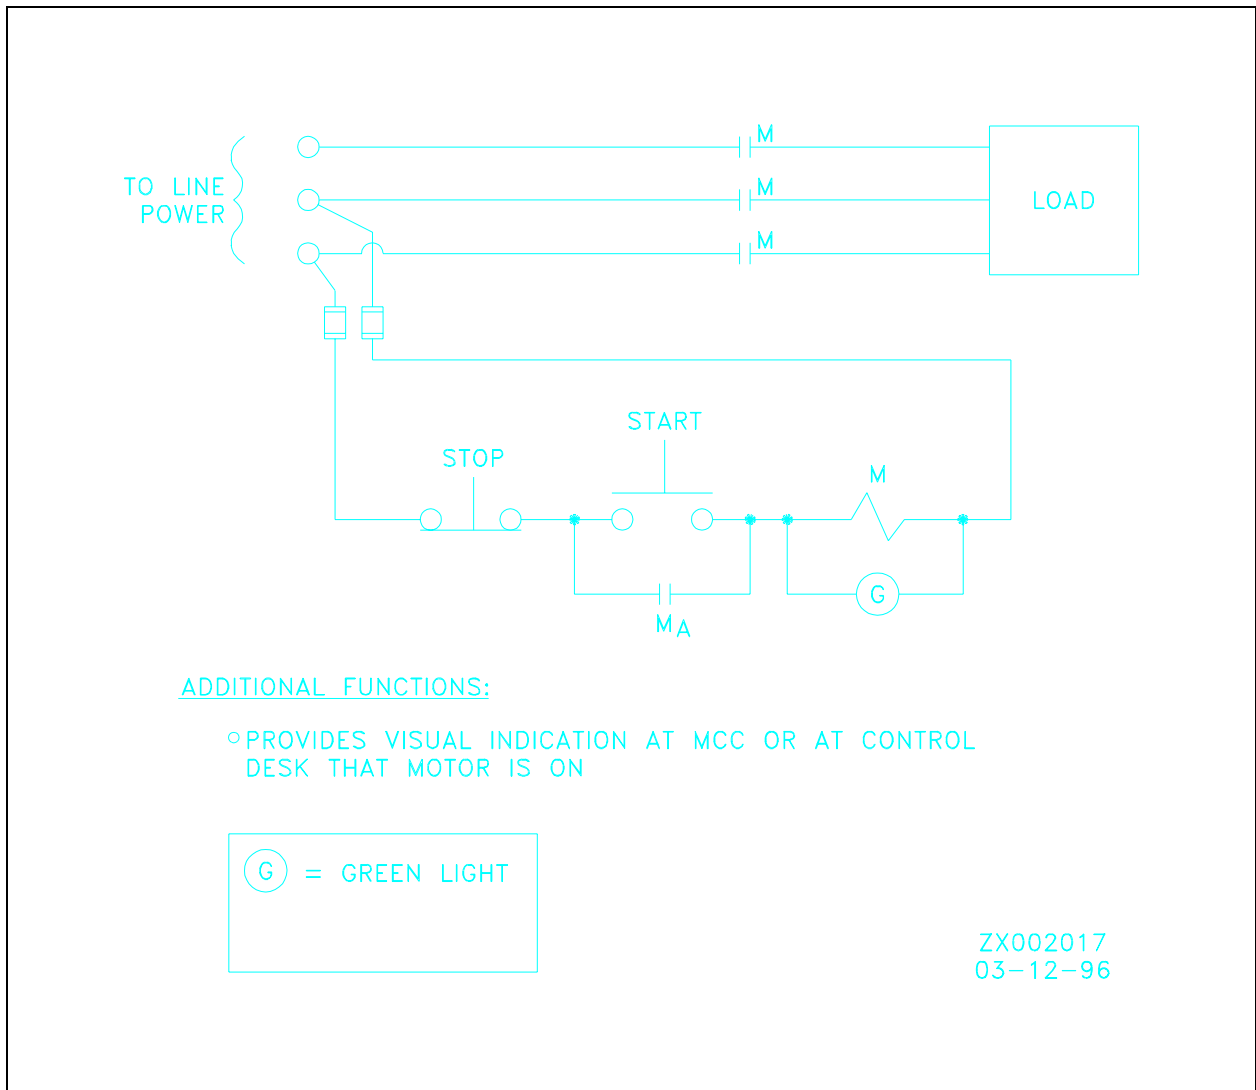 M
TO LINE
POWER
M
LOAD
M
START
STOP
M
G
MA
ADDITIONAL FUNCTIONS:
PROVIDES VISUAL INDICATION AT MCC OR AT CONTROL
DESK THAT MOTOR IS ON
G = GREEN LIGHT
ZX002017
03-12-96